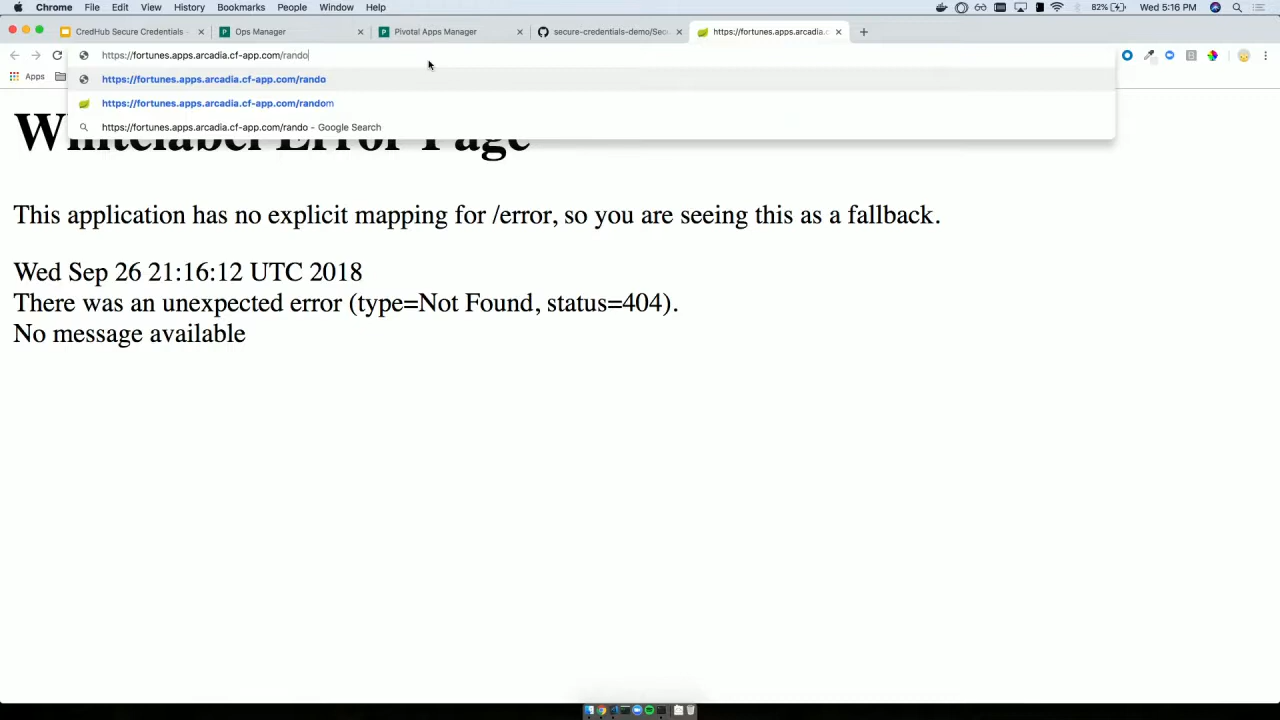 Chrome File Edit View History Bookmarks People Window Help 82% Wed 5:16 PM
CredHub Secure Credentials - Ops Manager Pivotal Apps Manager secure-credentials-demo/Sec https://fortunes.apps.arcadia.c
https://fortunes.apps.arcadia.cf-app.com/rando
Apps https://fortunes.apps.arcadia.cf-app.com/rando
https://fortunes.apps.arcadia.cf-app.com/random
https://fortunes.apps.arcadia.cf-app.com/rando - Google Search
Whitelabel Error Page
This application has no explicit mapping for /error, so you are seeing this as a fallback.
Wed Sep 26 21:16:12 UTC 2018
There was an unexpected error (type=Not Found, status=404).
No message available